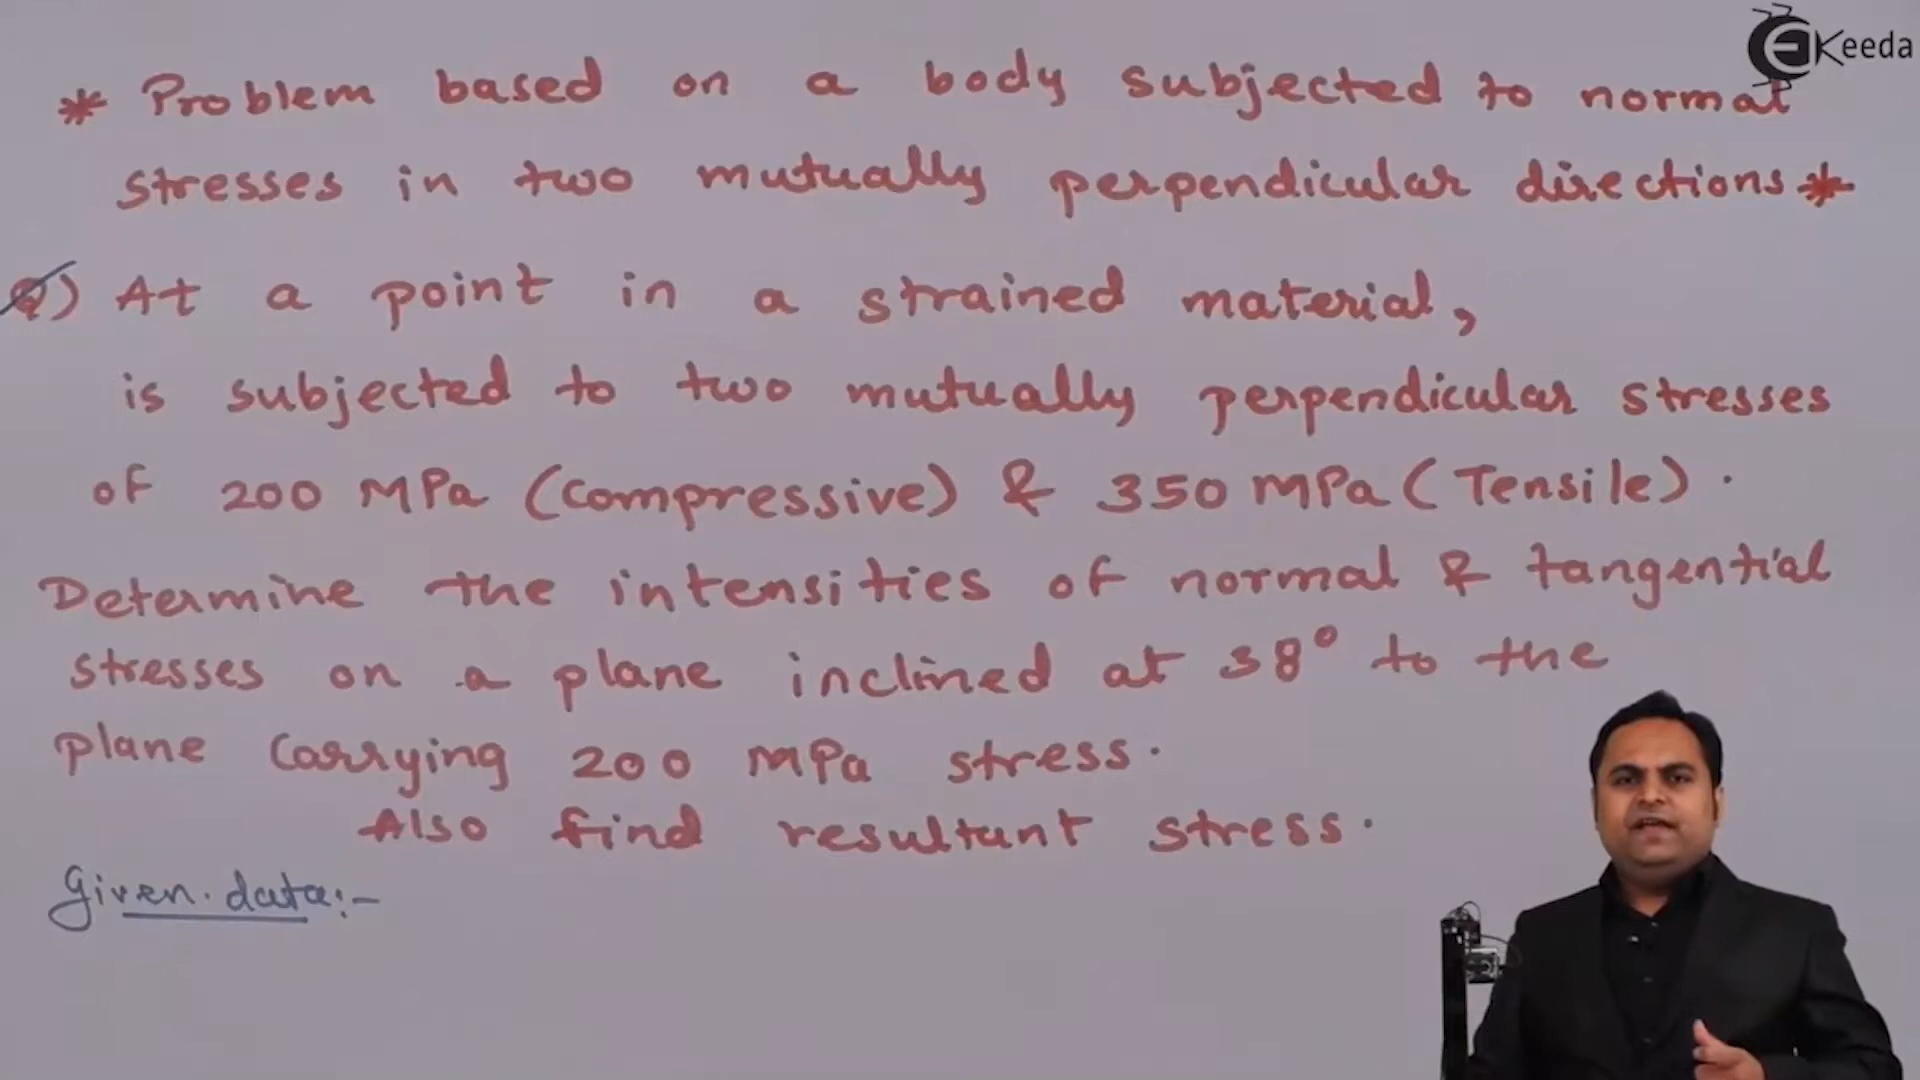 Ekeeda
* Problem based on a body subjected to normal
stresses in two mutually perpendicular directions *
Q) At a point in a strained material,
is subjected to two mutually perpendicular stresses
of 200 MPa (compressive) & 350 MPa (Tensile).
Determine the intensities of normal & tangential
stresses on a plane inclined at 38° to the
plane carrying 200 MPa stress.
Also find resultant stress.
Given data:-